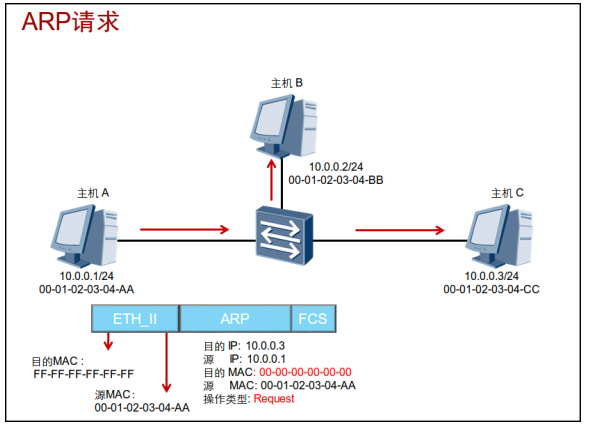 ARP请求
主机 B
10.0.0.2/24
00-01-02-03-04-BB
主机 A
主机 C
10.0.0.1/24
00-01-02-03-04-AA
10.0.0.3/24
00-01-02-03-04-CC
ETH_II ARP FCS
目的MAC :
FF-FF-FF-FF-FF-FF
源MAC:
00-01-02-03-04-AA
目的 IP: 10.0.0.3
源 IP: 10.0.0.1
目的 MAC: 00-00-00-00-00-00
源 MAC: 00-01-02-03-04-AA
操作类型: Request